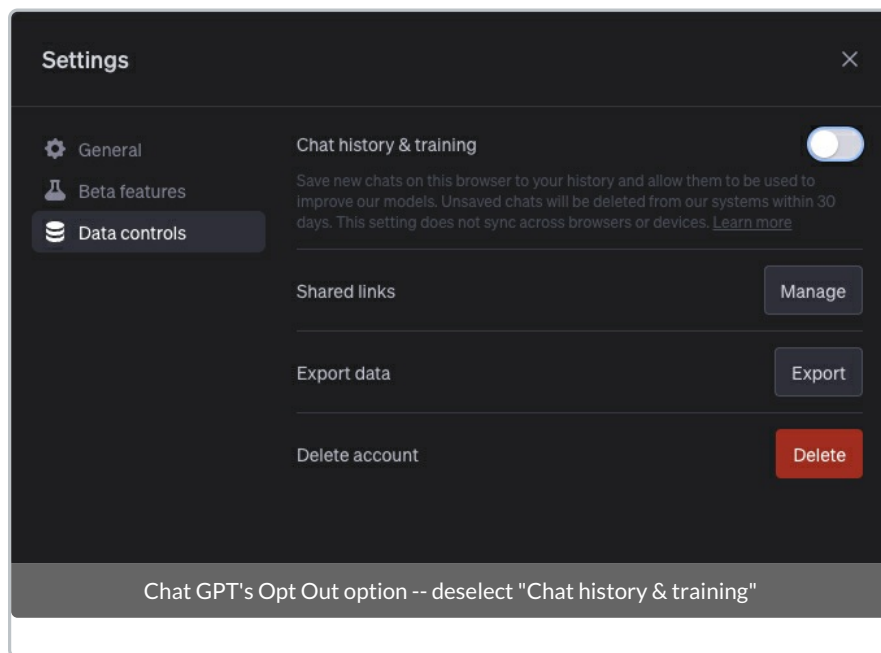 Settings
General
Beta features
Data controls
Chat history & training
Save new chats on this browser to your history and allow them to be used to
improve our models. Unsaved chats will be deleted from our systems within 30
days. This setting does not sync across browsers or devices. Learn more
Shared links
Manage
Export data
Export
Delete account
Delete
Chat GPT's Opt Out option -- deselect "Chat history & training"